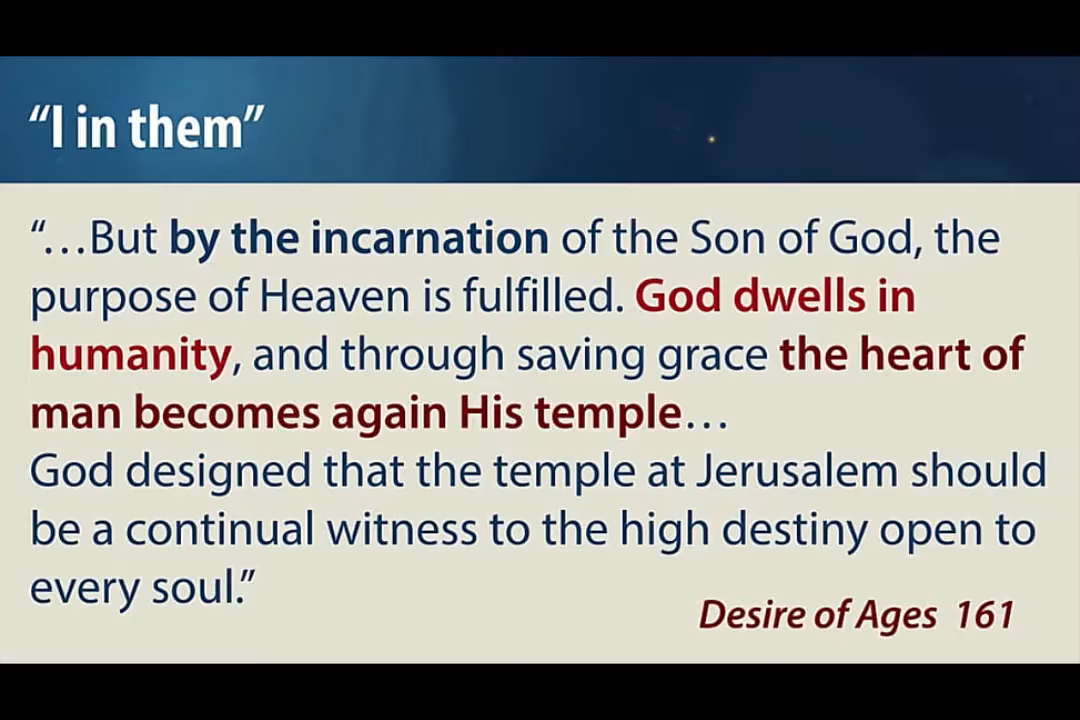 “I in them”
“…But by the incarnation of the Son of God, the
purpose of Heaven is fulfilled. God dwells in
humanity, and through saving grace the heart of
man becomes again His temple…
God designed that the temple at Jerusalem should
be a continual witness to the high destiny open to
every soul.”
Desire of Ages 161